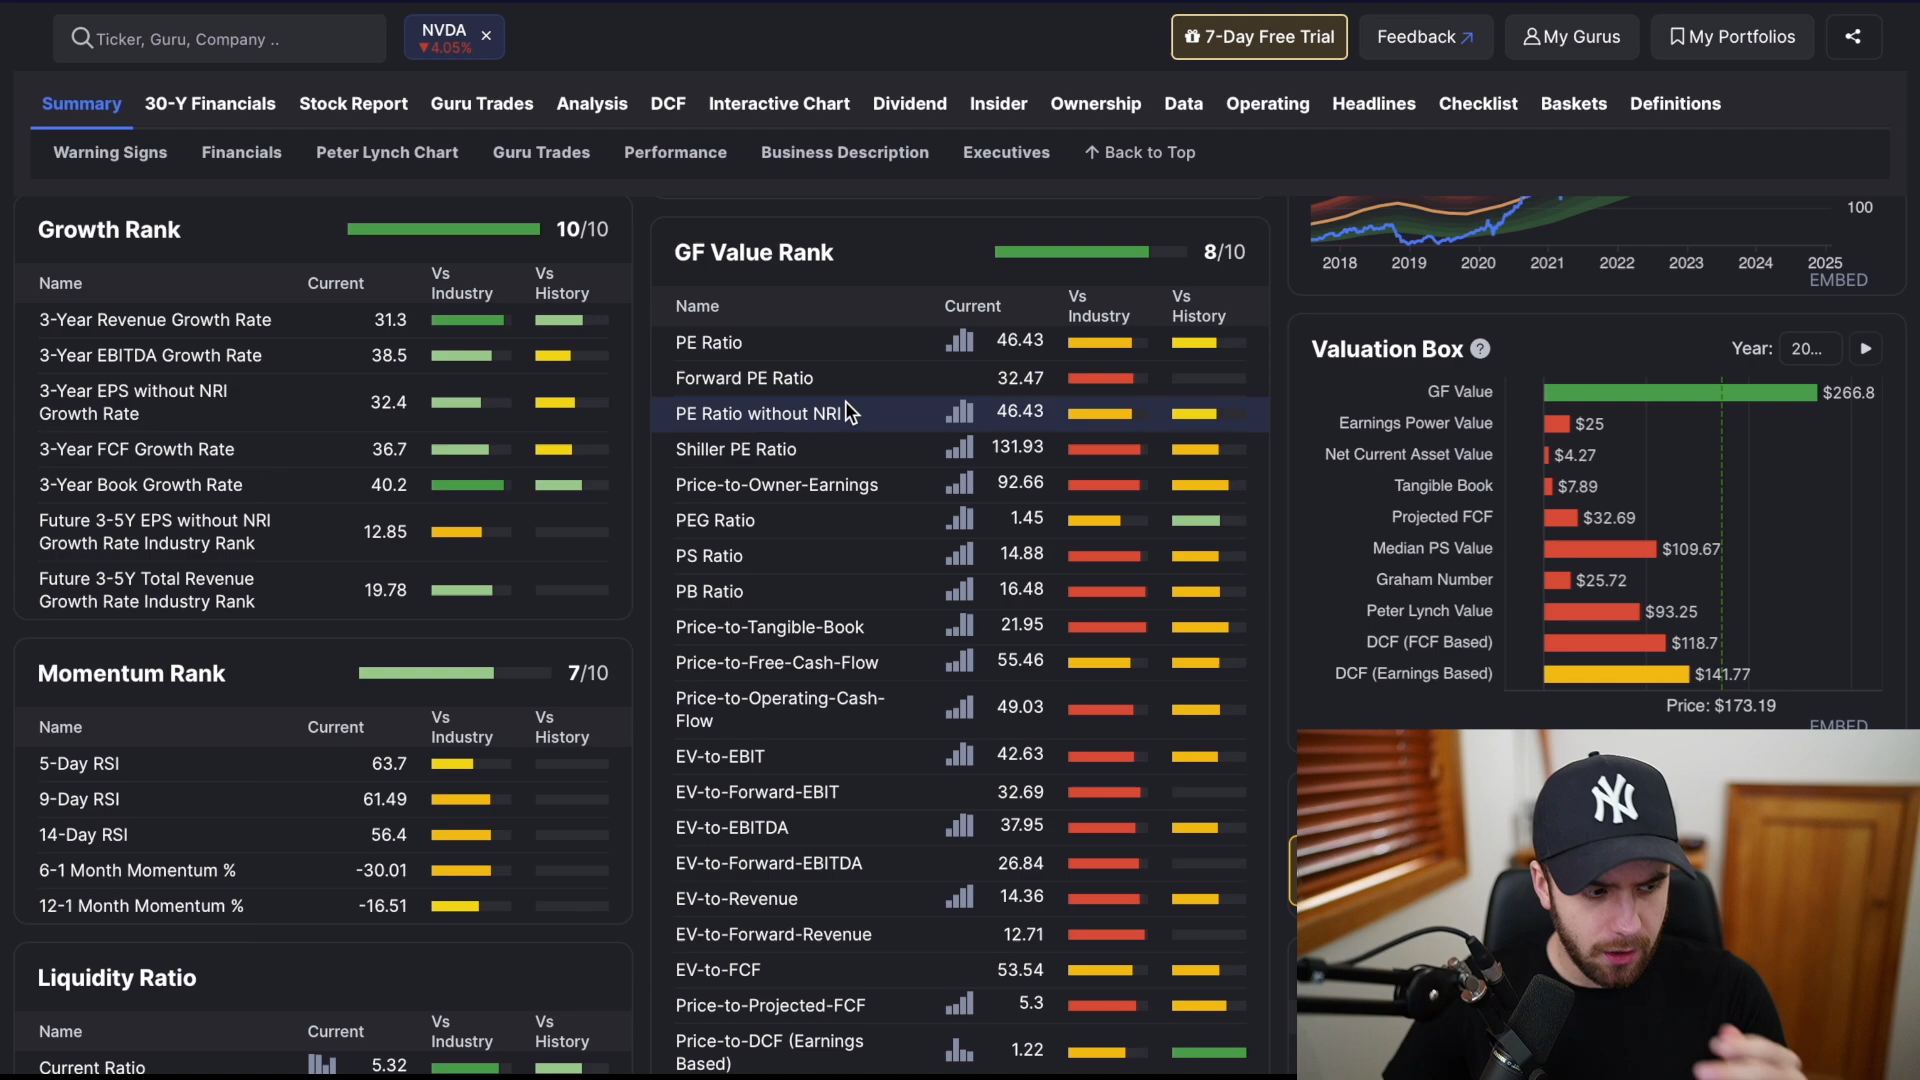 Ticker, Guru, Company ..
NVDA
▼4.05%
×
7-Day Free Trial
Feedback ↗
My Gurus
My Portfolios
Summary
30-Y Financials
Stock Report
Guru Trades
Analysis
DCF
Interactive Chart
Dividend
Insider
Ownership
Data
Operating
Headlines
Checklist
Baskets
Definitions
Warning Signs
Financials
Peter Lynch Chart
Guru Trades
Performance
Business Description
Executives
↑ Back to Top
Growth Rank
10/10
Name Current Vs Industry Vs History
3-Year Revenue Growth Rate 31.3
3-Year EBITDA Growth Rate 38.5
3-Year EPS without NRI
Growth Rate 32.4
3-Year FCF Growth Rate 36.7
3-Year Book Growth Rate 40.2
Future 3-5Y EPS without NRI
Growth Rate Industry Rank 12.85
Future 3-5Y Total Revenue
Growth Rate Industry Rank 19.78
Momentum Rank
7/10
Name Current Vs Industry Vs History
5-Day RSI 63.7
9-Day RSI 61.49
14-Day RSI 56.4
6-1 Month Momentum % -30.01
12-1 Month Momentum % -16.51
Liquidity Ratio
Name Current Vs Industry Vs History
Current Ratio 5.32
GF Value Rank
8/10
Name Current Vs Industry Vs History
PE Ratio 46.43
Forward PE Ratio 32.47
PE Ratio without NRI 46.43
Shiller PE Ratio 131.93
Price-to-Owner-Earnings 92.66
PEG Ratio 1.45
PS Ratio 14.88
PB Ratio 16.48
Price-to-Tangible-Book 21.95
Price-to-Free-Cash-Flow 55.46
Price-to-Operating-Cash-
Flow 49.03
EV-to-EBIT 42.63
EV-to-Forward-EBIT 32.69
EV-to-EBITDA 37.95
EV-to-Forward-EBITDA 26.84
EV-to-Revenue 14.36
EV-to-Forward-Revenue 12.71
EV-to-FCF 53.54
Price-to-Projected-FCF 5.3
Price-to-DCF (Earnings
Based) 1.22
100
2018 2019 2020 2021 2022 2023 2024 2025
EMBED
Valuation Box ?
Year: 20...
GF Value $266.8
Earnings Power Value $25
Net Current Asset Value $4.27
Tangible Book $7.89
Projected FCF $32.69
Median PS Value $109.67
Graham Number $25.72
Peter Lynch Value $93.25
DCF (FCF Based) $118.7
DCF (Earnings Based) $141.77
Price: $173.19
EMBED
NY